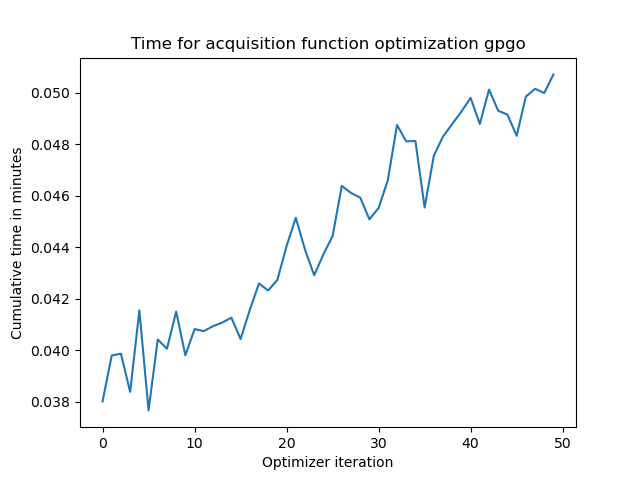 Time for acquisition function optimization gpgo
0.050
0.048
0.046
0.044
0.042
0.040
0.038
Cumulative time in minutes
0 10 20 30 40 50
Optimizer iteration